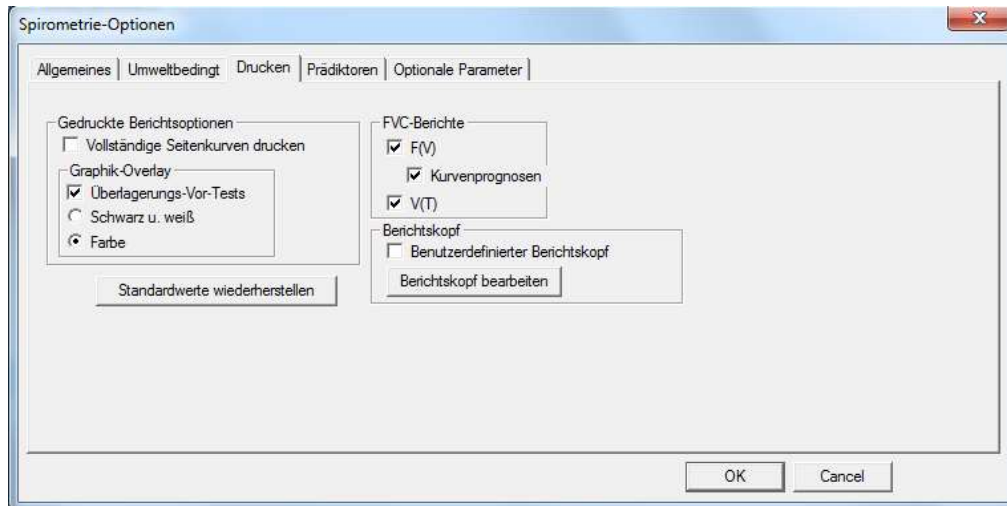 Spirometrie-Optionen
Allgemeines
Umweltbedingt
Drucken
Prädiktoren
Optionale Parameter
Gedruckte Berichtsoptionen
Vollständige Seitenkurven drucken
Graphik-Overlay
Überlagerungs-Vor-Tests
Schwarz u. weiß
Farbe
Standardwerte wiederherstellen
FVC-Berichte
F(V)
Kurvenprognosen
V(T)
Berichtskopf
Benutzerdefinierter Berichtskopf
Berichtskopf bearbeiten
OK
Cancel